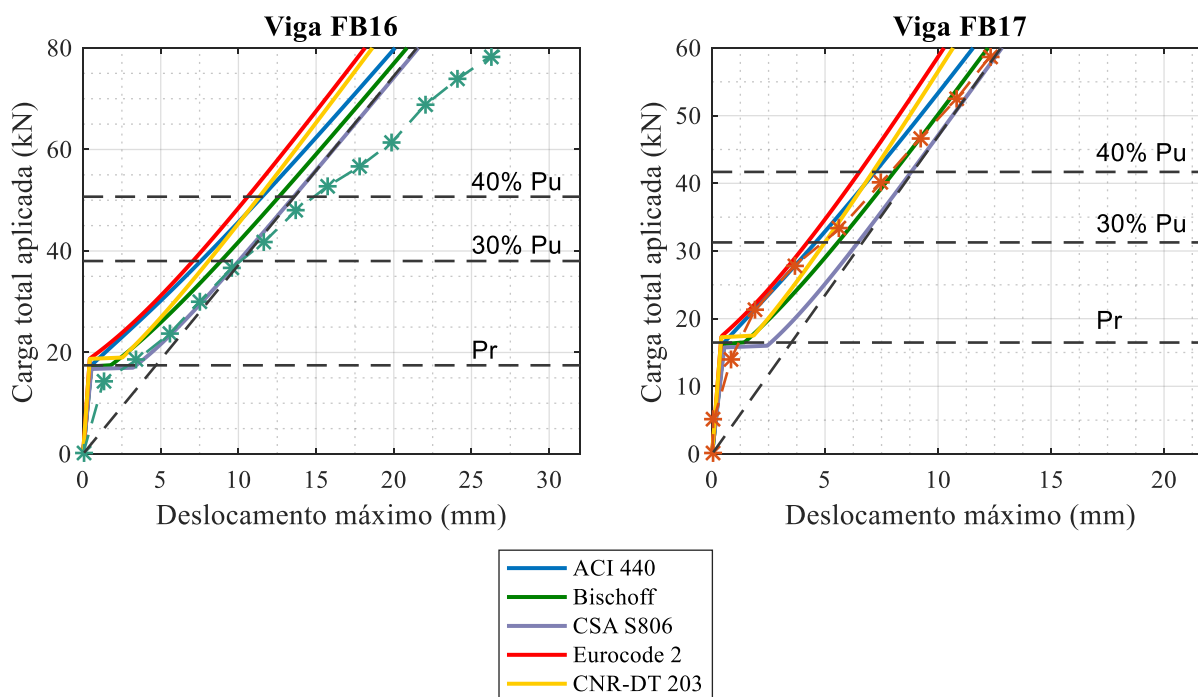 Viga FB16
80
60
40
20
0
Carga total aplicada (kN)
40% Pu
30% Pu
Pr
0 5 10 15 20 25 30
Deslocamento máximo (mm)
Viga FB17
60
50
40
30
20
10
0
Carga total aplicada (kN)
40% Pu
30% Pu
Pr
0 5 10 15 20
Deslocamento máximo (mm)
ACI 440
Bischoff
CSA S806
Eurocode 2
CNR-DT 203